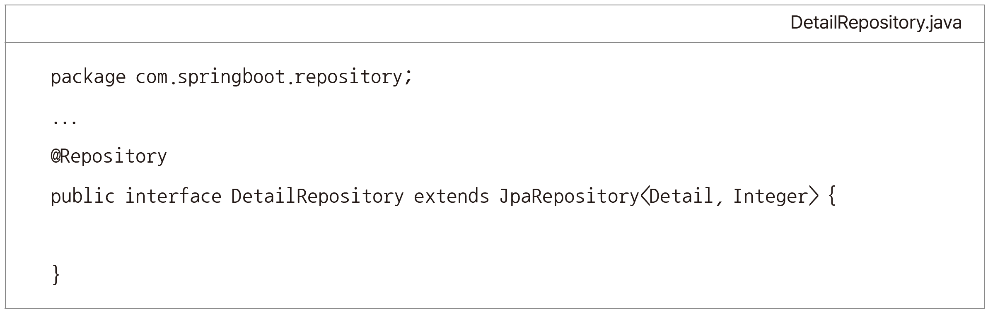 DetailRepository.java
package com.springboot.repository;
...
@Repository
public interface DetailRepository extends JpaRepository<Detail, Integer> {
}